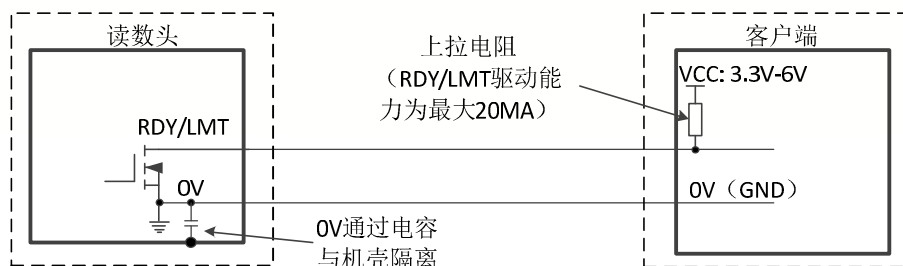 读数头
客户端
上拉电阻
（RDY/LMT驱动能
力为最大20MA）
VCC: 3.3V-6V
RDY/LMT
0V
0V（GND）
0V通过电容
与机壳隔离